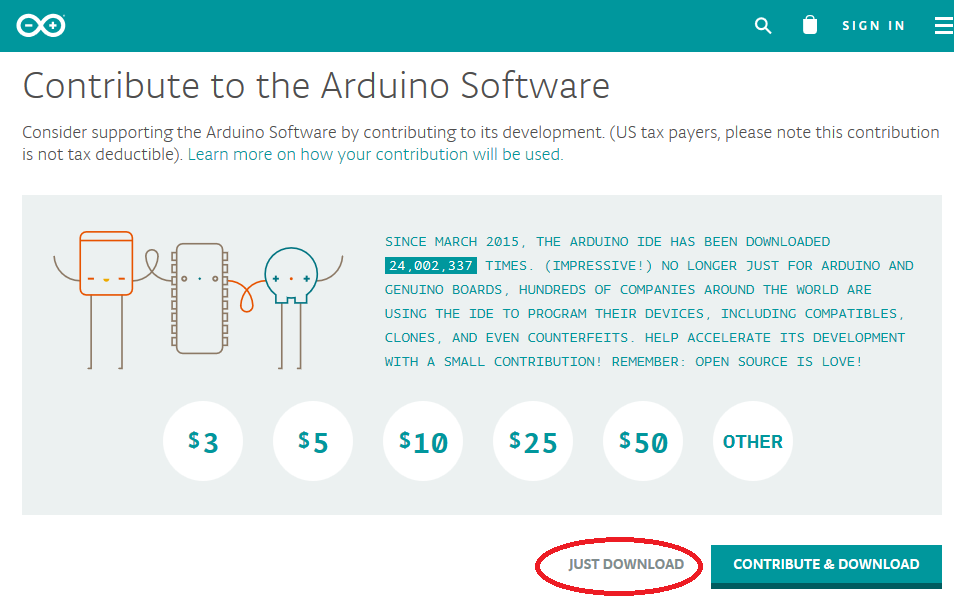 SIGN IN
Contribute to the Arduino Software
Consider supporting the Arduino Software by contributing to its development. (US tax payers, please note this contribution
is not tax deductible). Learn more on how your contribution will be used.
SINCE MARCH 2015, THE ARDUINO IDE HAS BEEN DOWNLOADED
24,002,337 TIMES. (IMPRESSIVE!) NO LONGER JUST FOR ARDUINO AND
GENUINO BOARDS, HUNDREDS OF COMPANIES AROUND THE WORLD ARE
USING THE IDE TO PROGRAM THEIR DEVICES, INCLUDING COMPATIBLES,
CLONES, AND EVEN COUNTERFEITS. HELP ACCELERATE ITS DEVELOPMENT
WITH A SMALL CONTRIBUTION! REMEMBER: OPEN SOURCE IS LOVE!
$3 $5 $10 $25 $50 OTHER
JUST DOWNLOAD CONTRIBUTE & DOWNLOAD